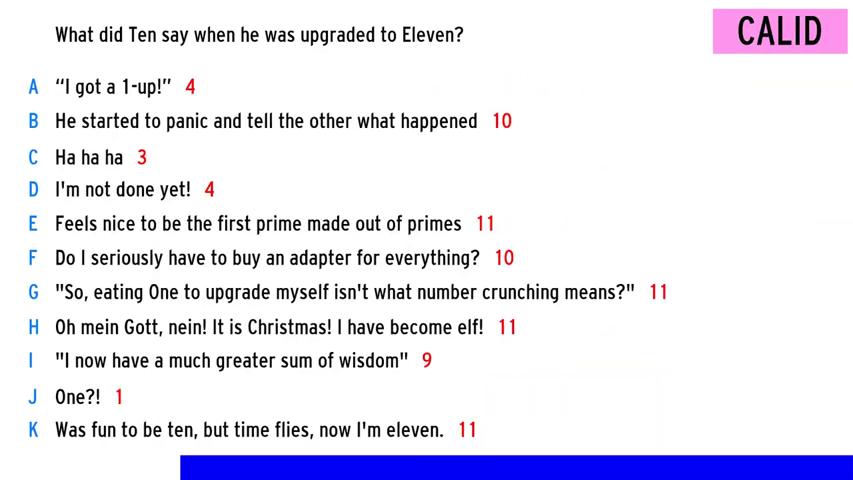 What did Ten say when he was upgraded to Eleven?
CALID
A “I got a 1-up!” 4
B He started to panic and tell the other what happened 10
C Ha ha ha 3
D I'm not done yet! 4
E Feels nice to be the first prime made out of primes 11
F Do I seriously have to buy an adapter for everything? 10
G "So, eating One to upgrade myself isn't what number crunching means?" 11
H Oh mein Gott, nein! It is Christmas! I have become elf! 11
I "I now have a much greater sum of wisdom" 9
J One?! 1
K Was fun to be ten, but time flies, now I'm eleven. 11